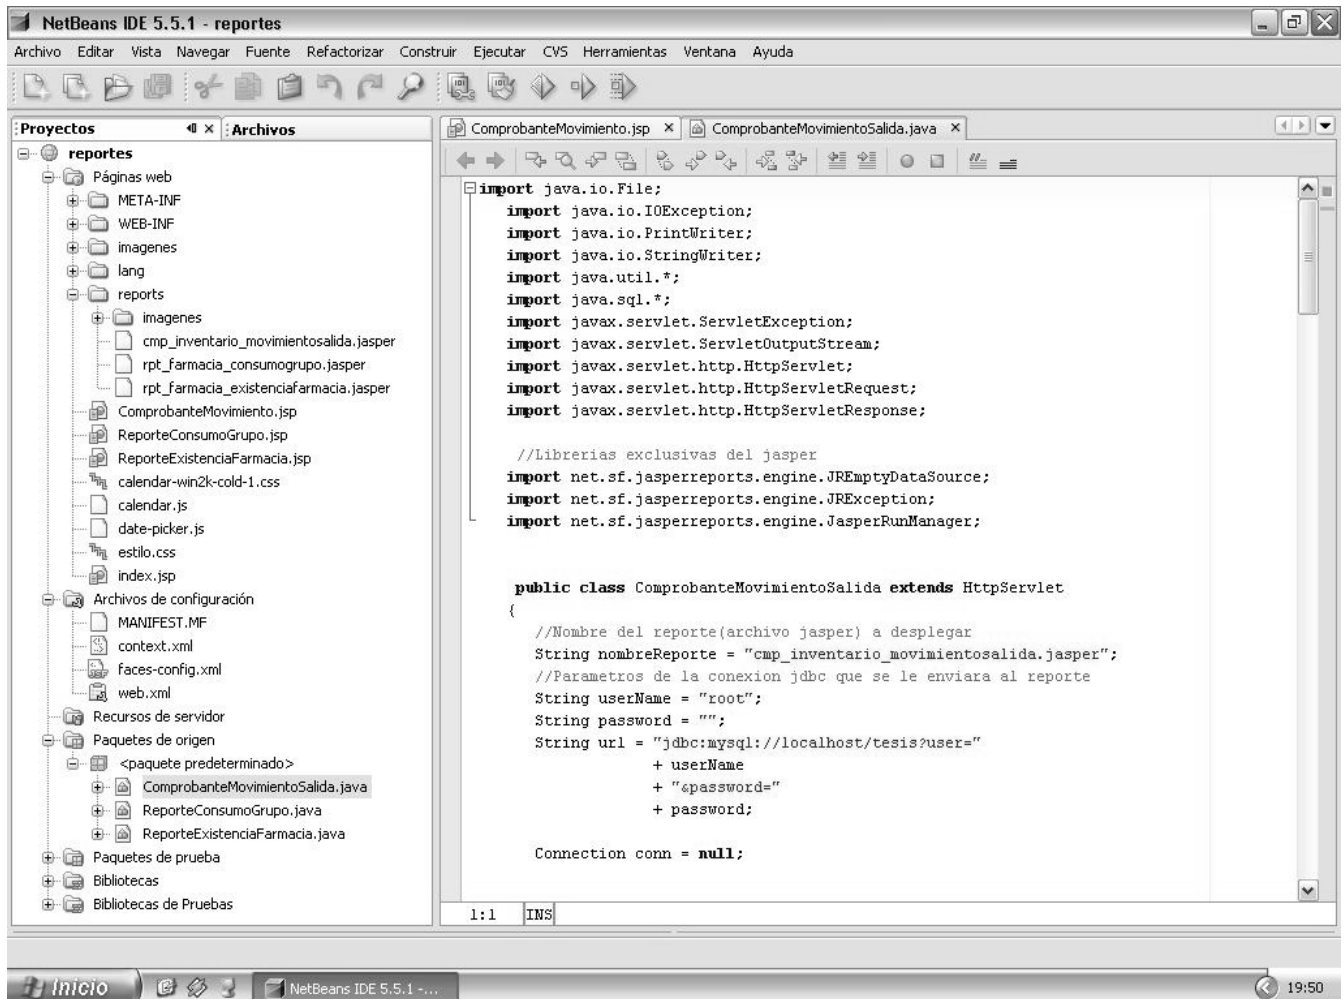 NetBeans IDE 5.5.1 - reportes
Archivo Editar Vista Navegar Fuente Refactorizar Construir Ejecutar CVS Herramientas Ventana Ayuda
Proyectos Archivos
reportes
Páginas web
META-INF
WEB-INF
imagenes
lang
reports
imagenes
cmp_inventario_movimientosalida.jasper
rpt_farmacia_consumogrupo.jasper
rpt_farmacia_existenciafarmacia.jasper
ComprobanteMovimiento.jsp
ReporteConsumoGrupo.jsp
ReporteExistenciaFarmacia.jsp
calendar-win2k-cold-1.css
calendar.js
date-picker.js
estilo.css
index.jsp
Archivos de configuración
MANIFEST.MF
context.xml
faces-config.xml
web.xml
Recursos de servidor
Paquetes de origen
<paquete predeterminado>
ComprobanteMovimientoSalida.java
ReporteConsumoGrupo.java
ReporteExistenciaFarmacia.java
Paquetes de prueba
Bibliotecas
Bibliotecas de Pruebas
ComprobanteMovimiento.jsp ComprobanteMovimientoSalida.java
import java.io.File;
import java.io.IOException;
import java.io.PrintWriter;
import java.io.StringWriter;
import java.util.*;
import java.sql.*;
import javax.servlet.ServletException;
import javax.servlet.ServletOutputStream;
import javax.servlet.http.HttpServlet;
import javax.servlet.http.HttpServletRequest;
import javax.servlet.http.HttpServletResponse;
//Librerias exclusivas del jasper
import net.sf.jasperreports.engine.JREmptyDataSource;
import net.sf.jasperreports.engine.JRException;
import net.sf.jasperreports.engine.JasperRunManager;
public class ComprobanteMovimientoSalida extends HttpServlet
{
//Nombre del reporte(archivo jasper) a desplegar
String nombreReporte = "cmp_inventario_movimientosalida.jasper";
//Parametros de la conexion jdbc que se le enviara al reporte
String userName = "root";
String password = "";
String url = "jdbc:mysql://localhost/tesis?user="
+ userName
+ "&password="
+ password;
Connection conn = null;
1:1 INS
Inicio NetBeans IDE 5.5.1 -... 19:50